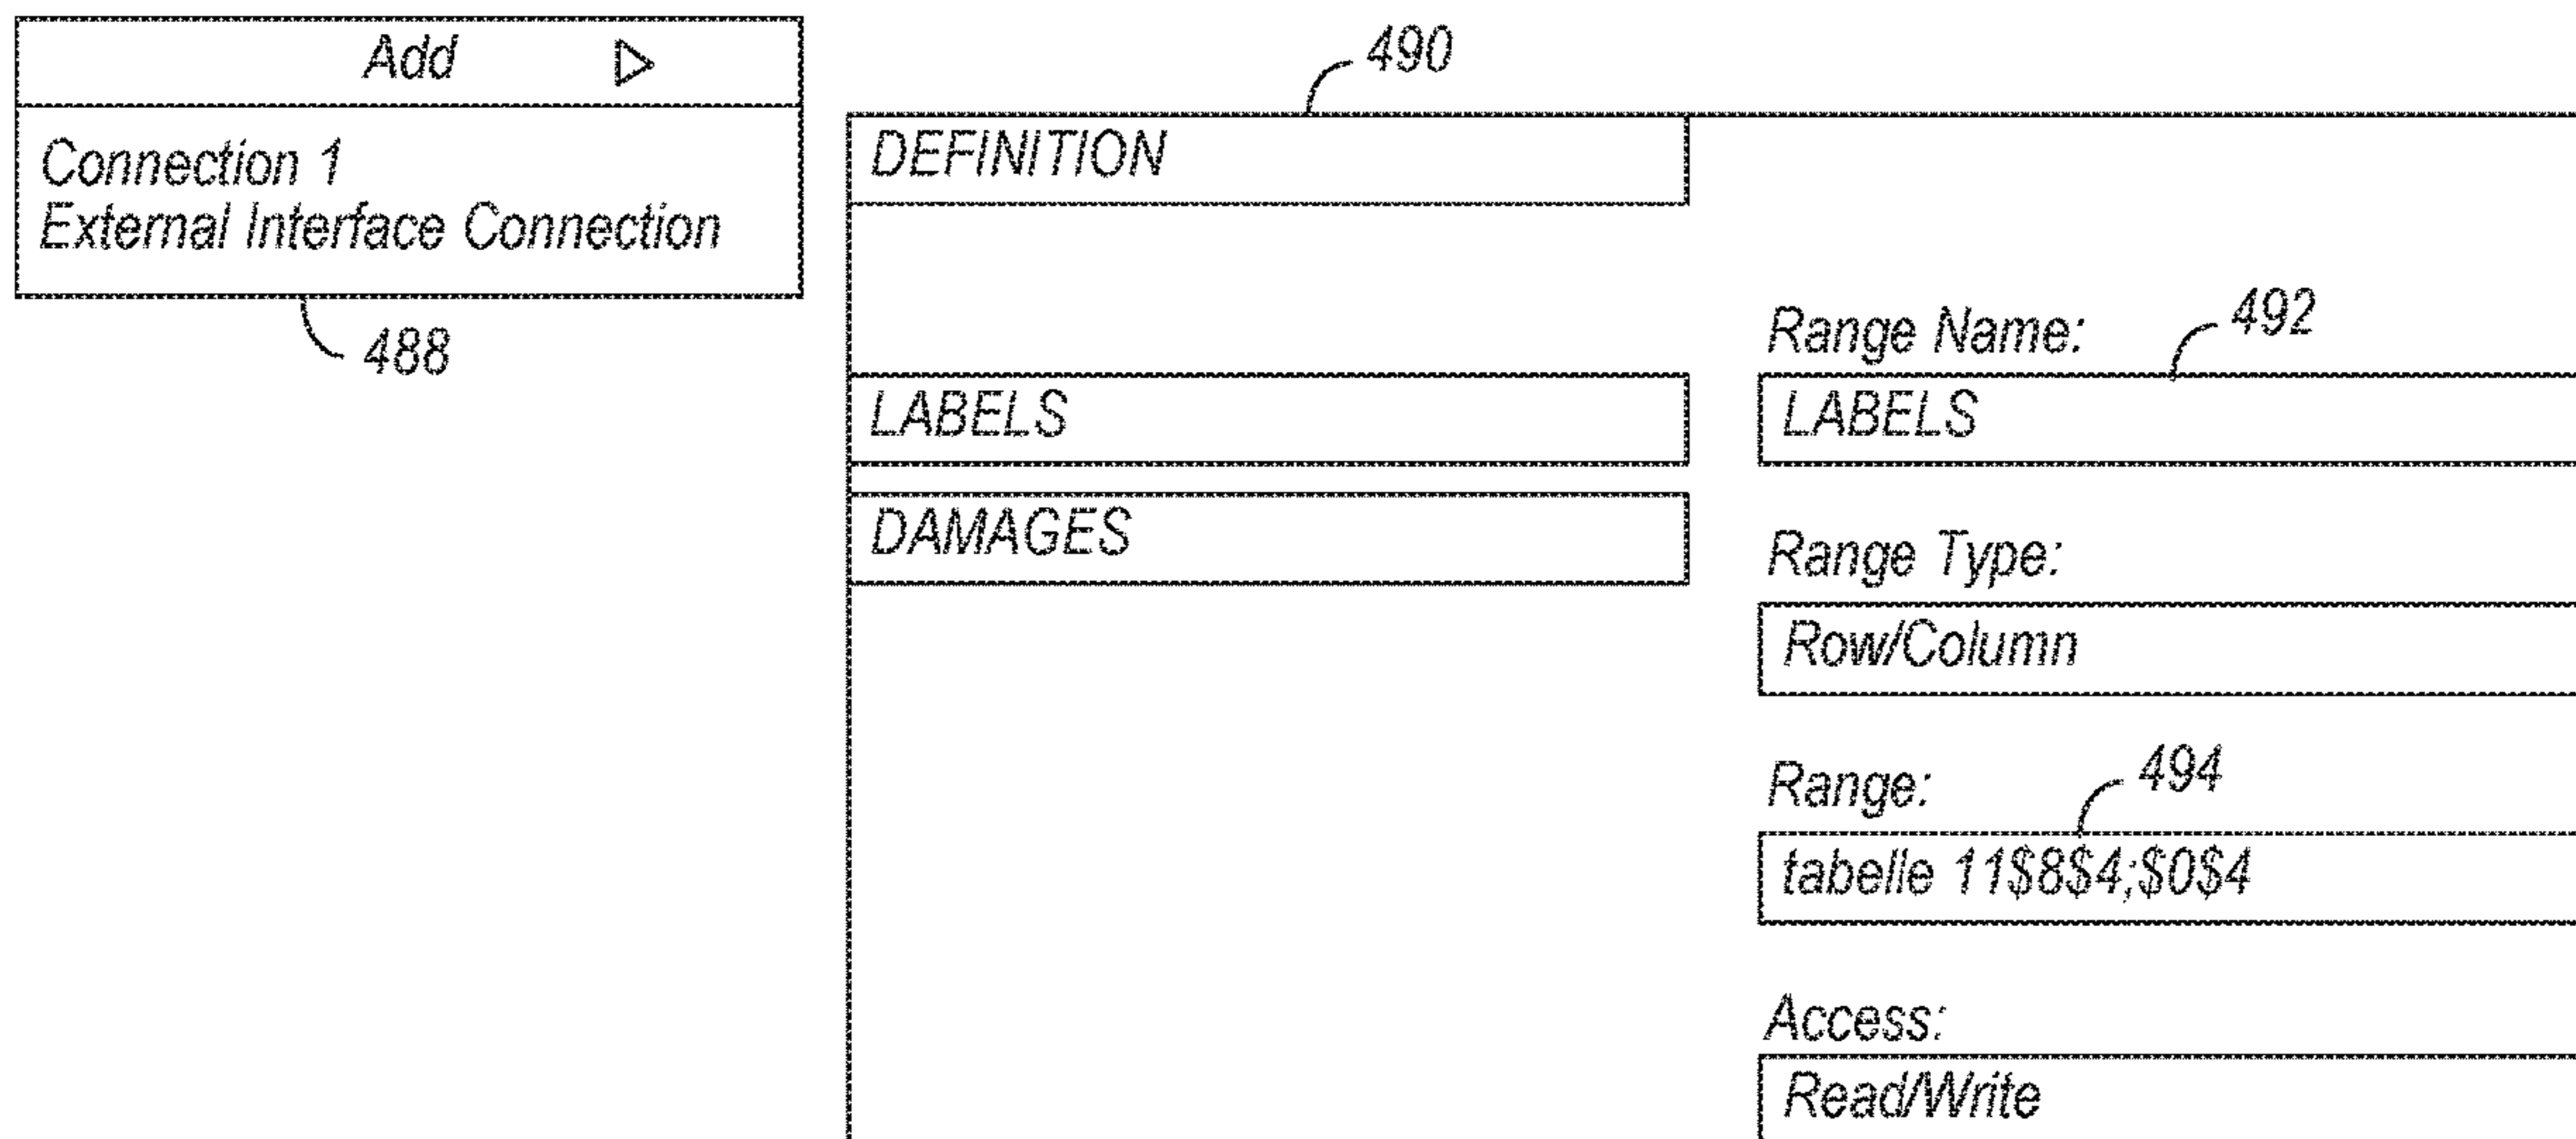 Add
Connection 1
External Interface Connection
488
490
DEFINITION
LABELS
DAMAGES
Range Name:
492
LABELS
Range Type:
Row/Column
Range:
494
tabelle 11$8$4;$0$4
Access:
Read/Write